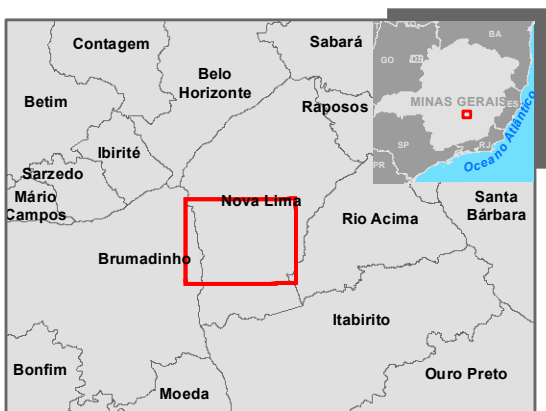 Contagem
Sabará
Belo
Horizonte
Betim
Raposos
Ibirité
Sarzedo
Mário
Campos
Nova Lima
Santa
Bárbara
Rio Acima
Brumadinho
Itabirito
Bonfim
Moeda
Ouro Preto
BA
GO
DF
MINAS GERAIS
ES
SP
RJ
PR
Oceano Atlântico